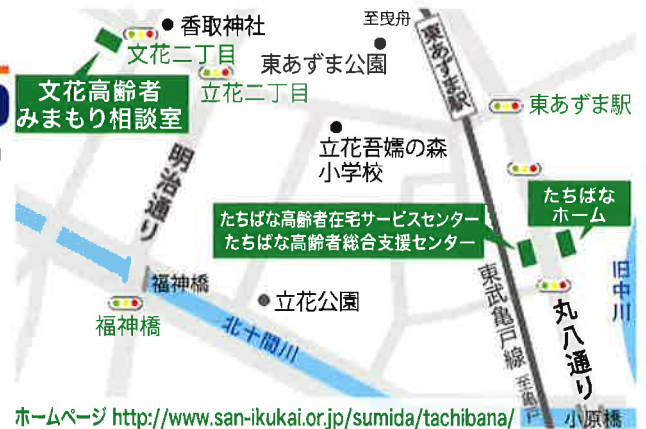 至曳舟
香取神社
文花二丁目
東あずま公園
東あずま駅
立花二丁目
文花高齢者
みまもり相談室
東あずま駅
立花吾嬬の森
小学校
明治通り
たちばな
ホーム
たちばな高齢者在宅サービスセンター
たちばな高齢者総合支援センター
旧中川
福神橋
東武亀戸線
立花公園
福神橋
北十間川
丸八通り
至亀戸
小原橋
ホームページ http://www.san-ikukai.or.jp/sumida/tachibana/